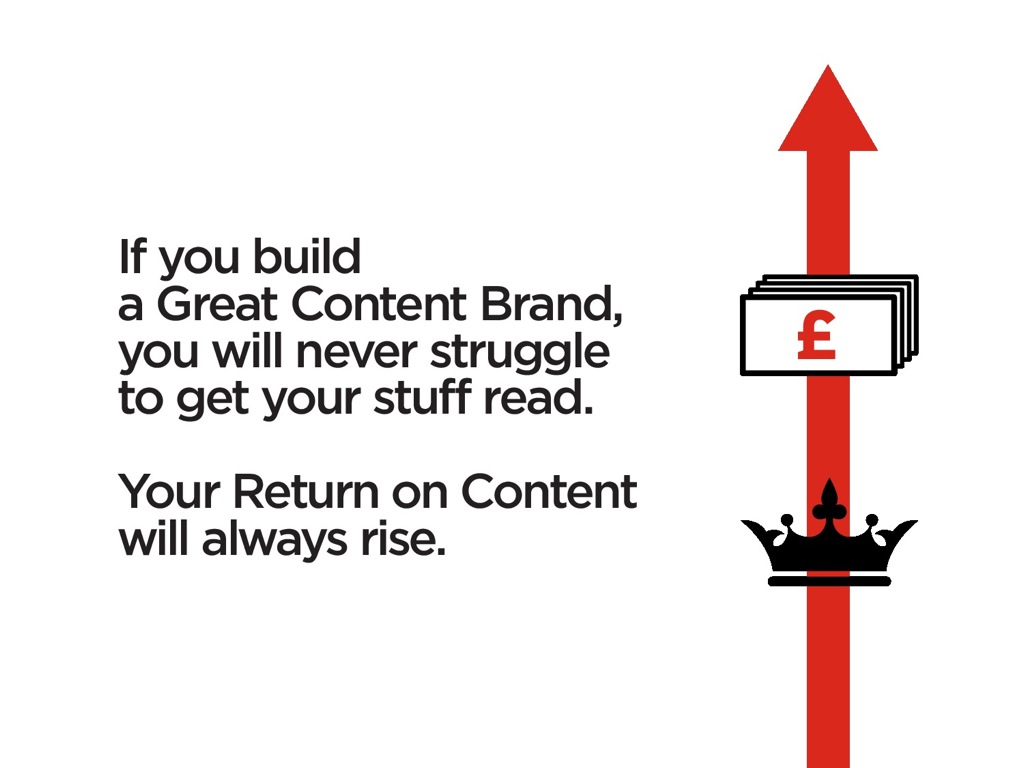 If you build
a Great Content Brand,
you will never struggle
to get your stuff read.
Your Return on Content
will always rise.
£